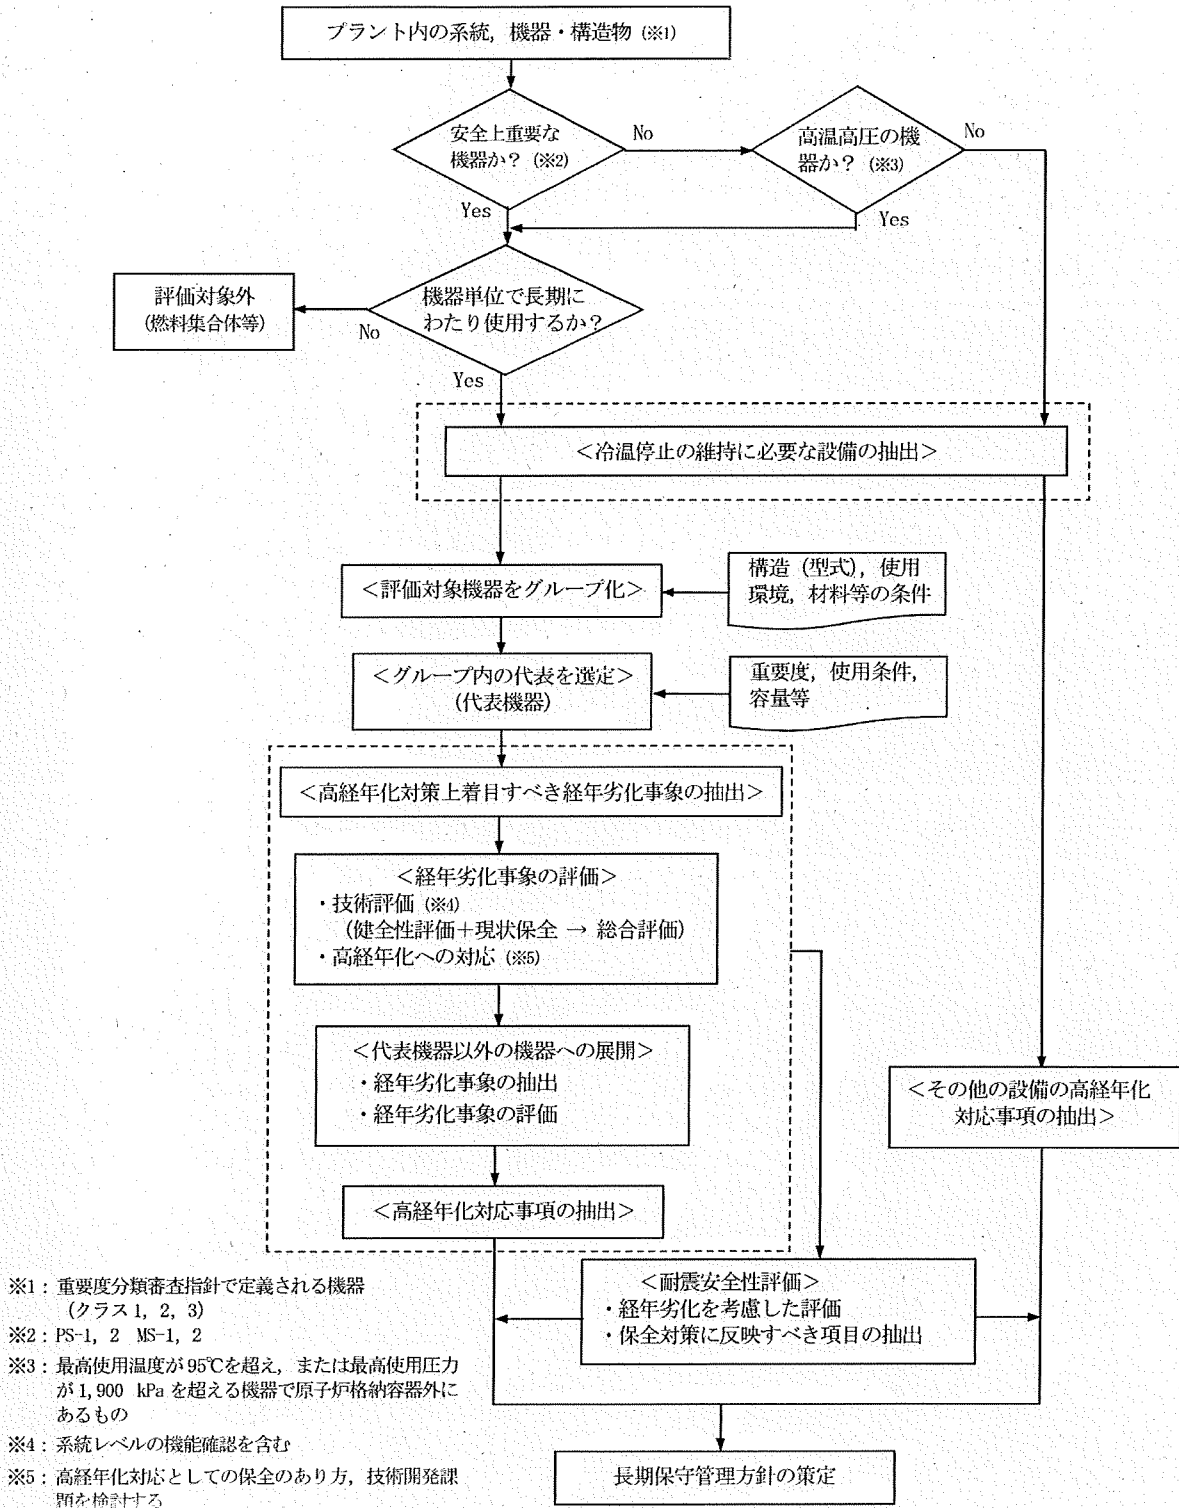 プラント内の系統，機器・構造物 (※1)
安全上重要な
機器か？ (※2)
No
高温高圧の機
器か？ (※3)
No
Yes
Yes
評価対象外
(燃料集合体等)
機器単位で長期に
わたり使用するか？
No
Yes
＜冷温停止の維持に必要な設備の抽出＞
＜評価対象機器をグループ化＞
構造（型式），使用
環境，材料等の条件
＜グループ内の代表を選定＞
(代表機器)
重要度，使用条件，
容量等
＜高経年化対策上着目すべき経年劣化事象の抽出＞
＜経年劣化事象の評価＞
・技術評価 (※4)
(健全性評価＋現状保全 → 総合評価)
・高経年化への対応 (※5)
＜代表機器以外の機器への展開＞
・経年劣化事象の抽出
・経年劣化事象の評価
＜その他の設備の高経年化
対応事項の抽出＞
＜高経年化対応事項の抽出＞
＜耐震安全性評価＞
・経年劣化を考慮した評価
・保全対策に反映すべき項目の抽出
長期保守管理方針の策定
※1：重要度分類審査指針で定義される機器
(クラス 1, 2, 3)
※2：PS-1, 2 MS-1, 2
※3：最高使用温度が 95℃を超え，または最高使用圧力
が 1,900 kPa を超える機器で原子炉格納容器外に
あるもの
※4：系統レベルの機能確認を含む
※5：高経年化対応としての保全のあり方，技術開発課
題を検討する